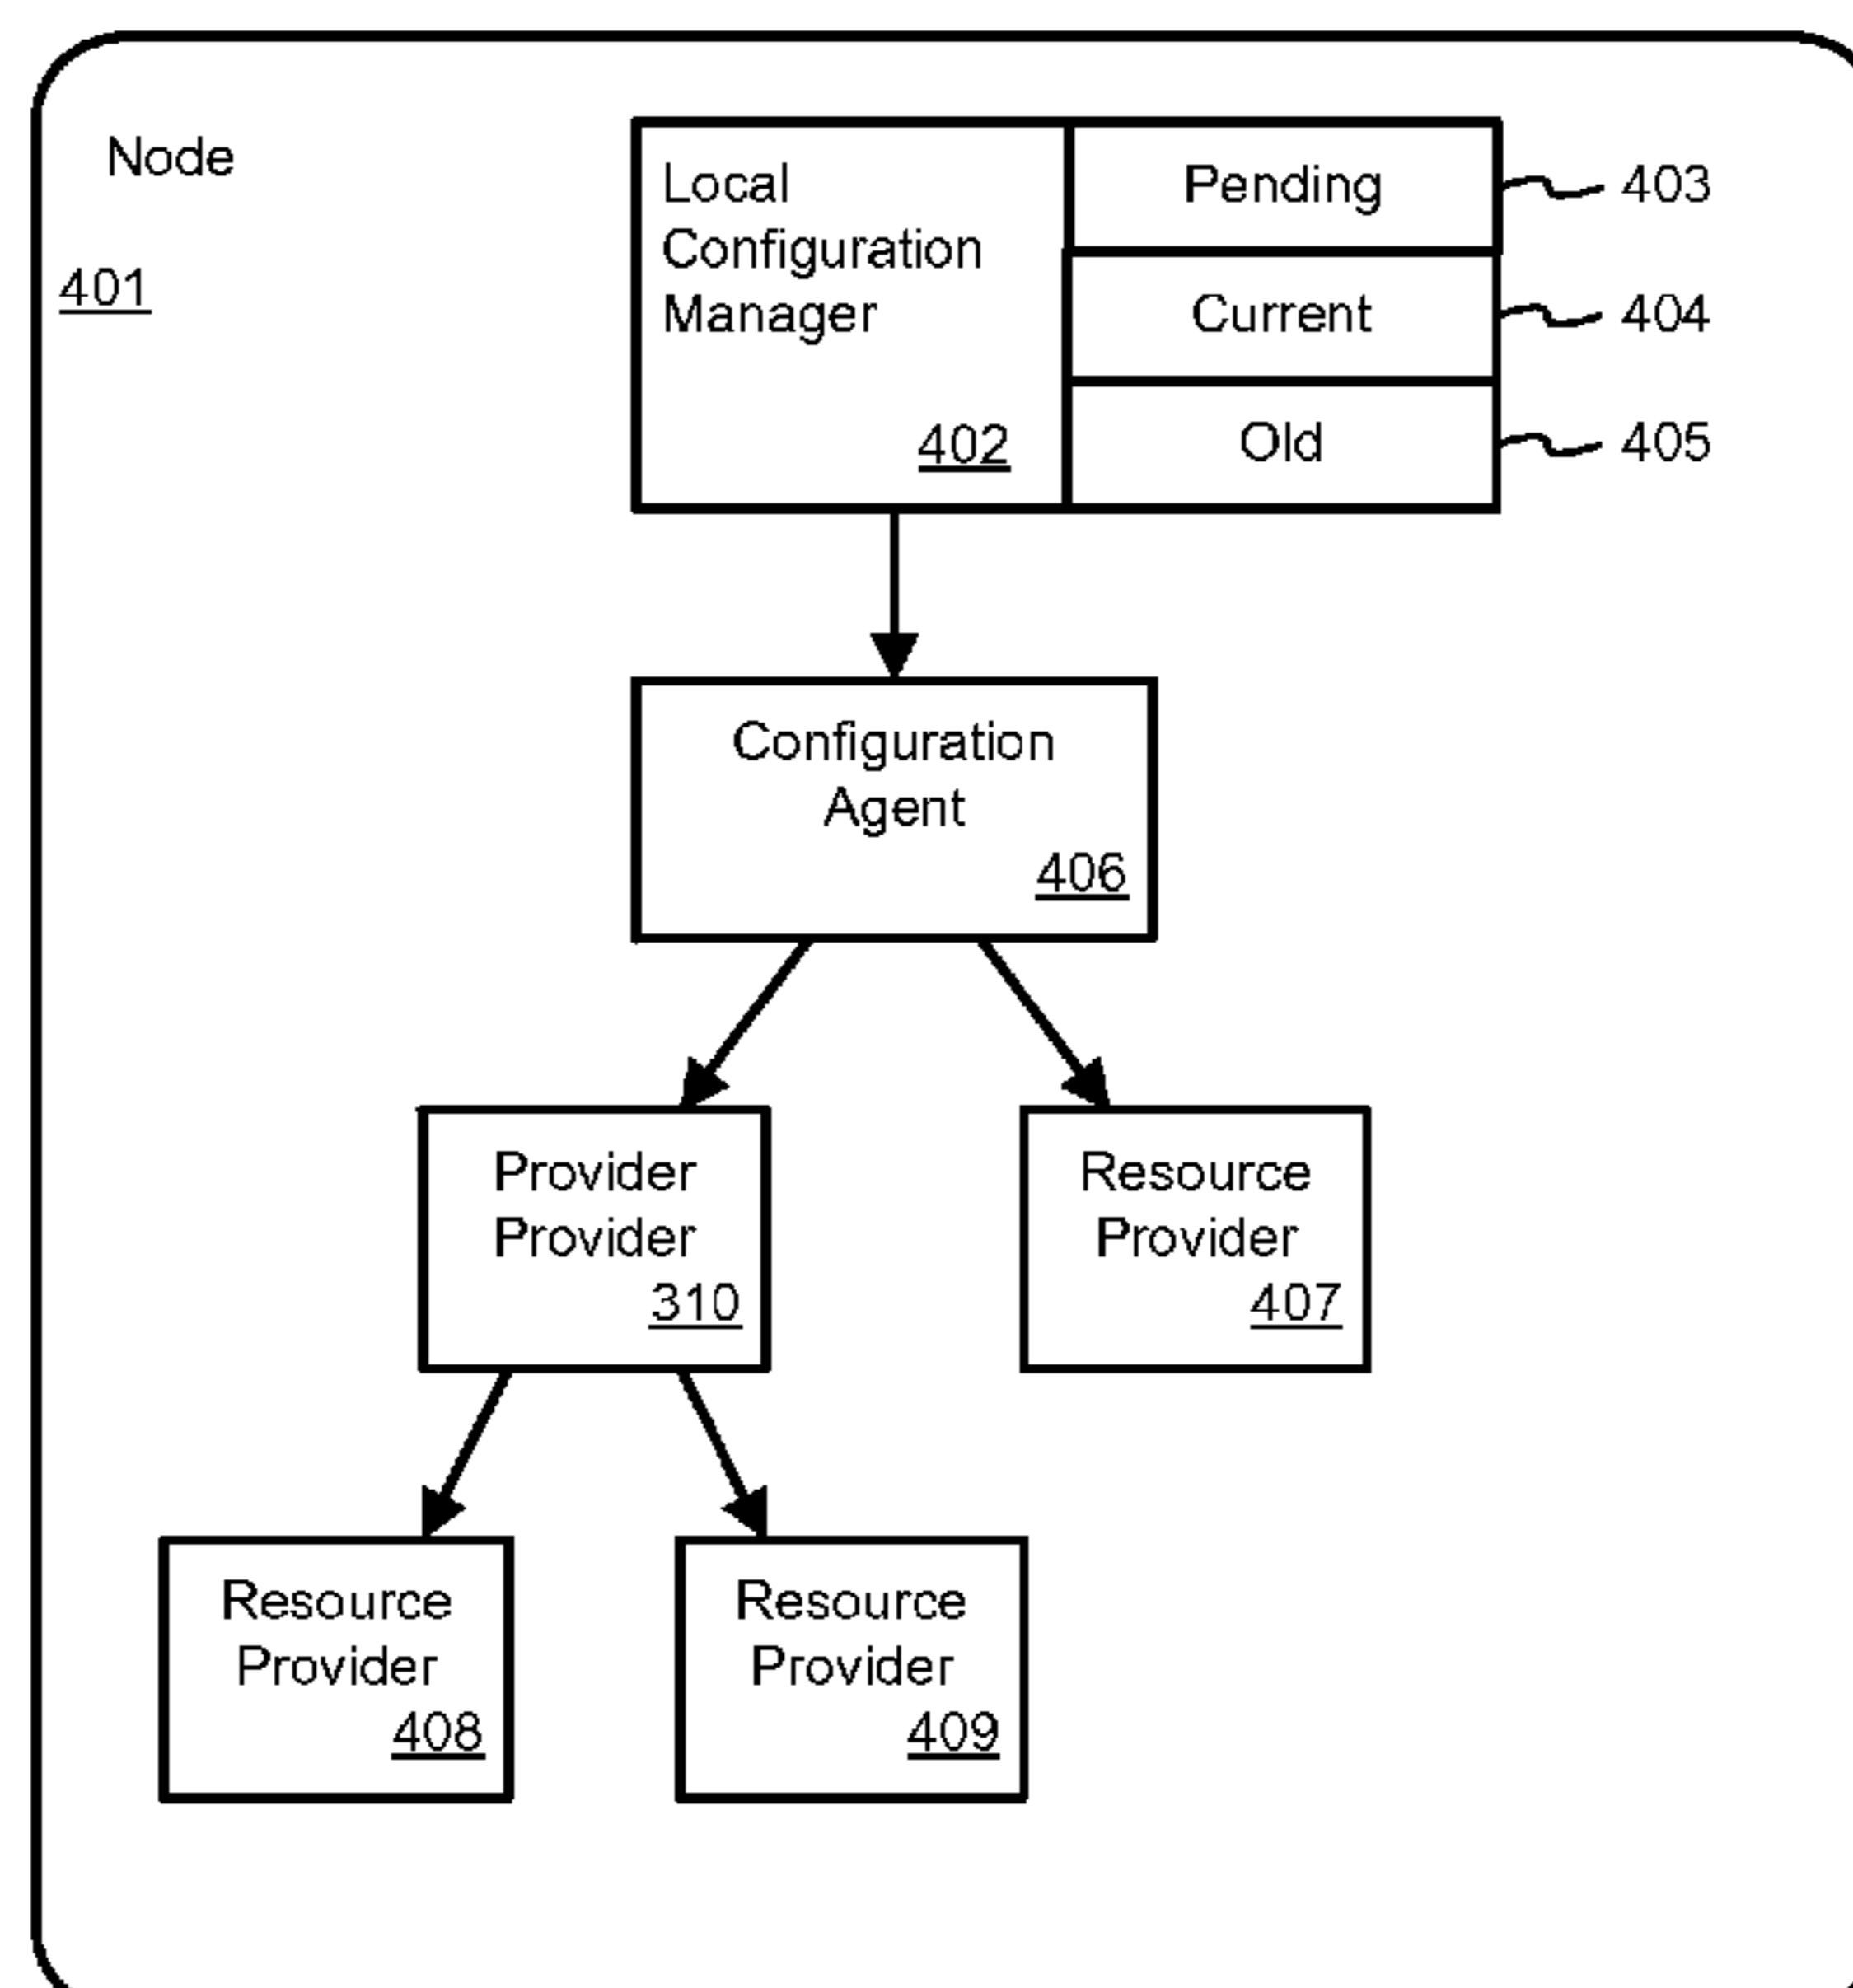 Node
401
Local
Configuration
Manager
402
Pending
403
Current
404
Old
405
Configuration
Agent
406
Provider
Provider
310
Resource
Provider
407
Resource
Provider
408
Resource
Provider
409